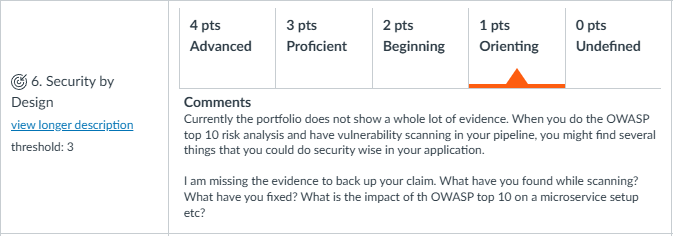 4 pts
Advanced
3 pts
Proficient
2 pts
Beginning
1 pts
Orienting
0 pts
Undefined
6. Security by
Design
view longer description
threshold: 3
Comments
Currently the portfolio does not show a whole lot of evidence. When you do the OWASP
top 10 risk analysis and have vulnerability scanning in your pipeline, you might find several
things that you could do security wise in your application.
I am missing the evidence to back up your claim. What have you found while scanning?
What have you fixed? What is the impact of th OWASP top 10 on a microservice setup
etc?